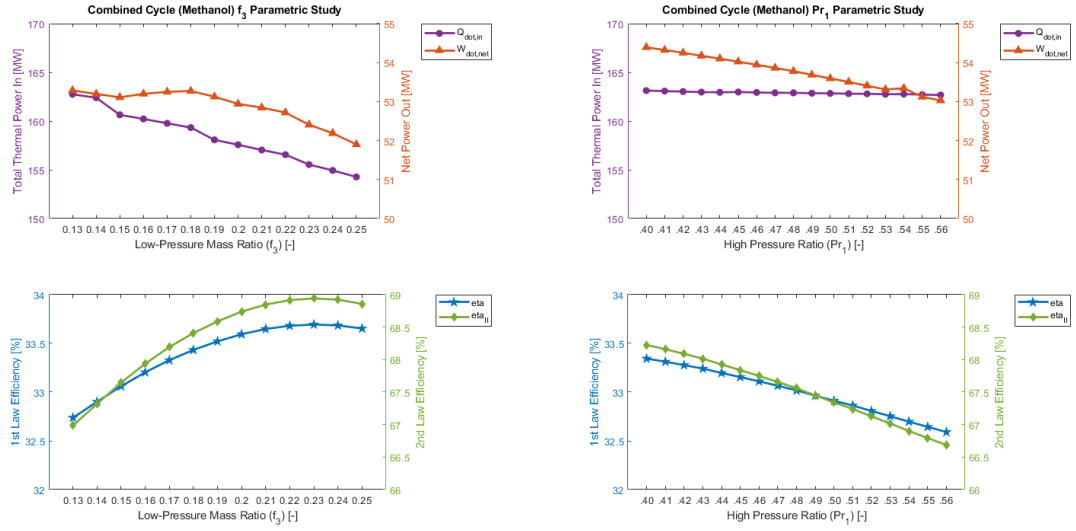 Combined Cycle (Methanol) f3 Parametric Study
170
165
160
155
150
Total Thermal Power In [MW]
55
54
53
52
51
50
Net Power Out [MW]
0.13 0.14 0.15 0.16 0.17 0.18 0.19 0.2 0.21 0.22 0.23 0.24 0.25
Low-Pressure Mass Ratio (f3) [-]
Qdot,in
Wdot,net
Combined Cycle (Methanol) Pr1 Parametric Study
170
165
160
155
150
Total Thermal Power In [MW]
55
54
53
52
51
50
Net Power Out [MW]
.40 .41 .42 .43 .44 .45 .46 .47 .48 .49 .50 .51 .52 .53 .54 .55 .56
High Pressure Ratio (Pr1) [-]
Qdot,in
Wdot,net
34
33.5
33
32.5
32
1st Law Efficiency [%]
69
68.5
68
67.5
67
66.5
66
2nd Law Efficiency [%]
0.13 0.14 0.15 0.16 0.17 0.18 0.19 0.2 0.21 0.22 0.23 0.24 0.25
Low-Pressure Mass Ratio (f3) [-]
eta
etaII
34
33.5
33
32.5
32
1st Law Efficiency [%]
69
68.5
68
67.5
67
66.5
66
2nd Law Efficiency [%]
.40 .41 .42 .43 .44 .45 .46 .47 .48 .49 .50 .51 .52 .53 .54 .55 .56
High Pressure Ratio (Pr1) [-]
eta
etaII